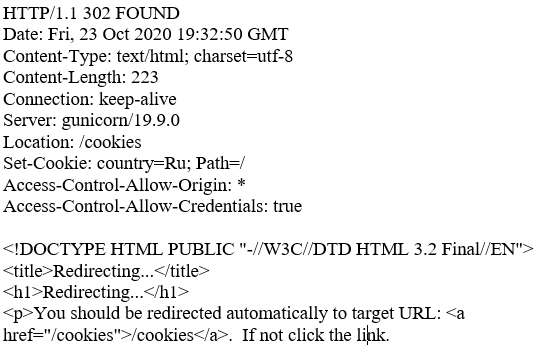 HTTP/1.1 302 FOUND
Date: Fri, 23 Oct 2020 19:32:50 GMT
Content-Type: text/html; charset=utf-8
Content-Length: 223
Connection: keep-alive
Server: gunicorn/19.9.0
Location: /cookies
Set-Cookie: country=Ru; Path=/
Access-Control-Allow-Origin: *
Access-Control-Allow-Credentials: true

<!DOCTYPE HTML PUBLIC "-//W3C//DTD HTML 3.2 Final//EN">
<title>Redirecting...</title>
<h1>Redirecting...</h1>
<p>You should be redirected automatically to target URL: <a
href="/cookies">/cookies</a>.  If not click the link.